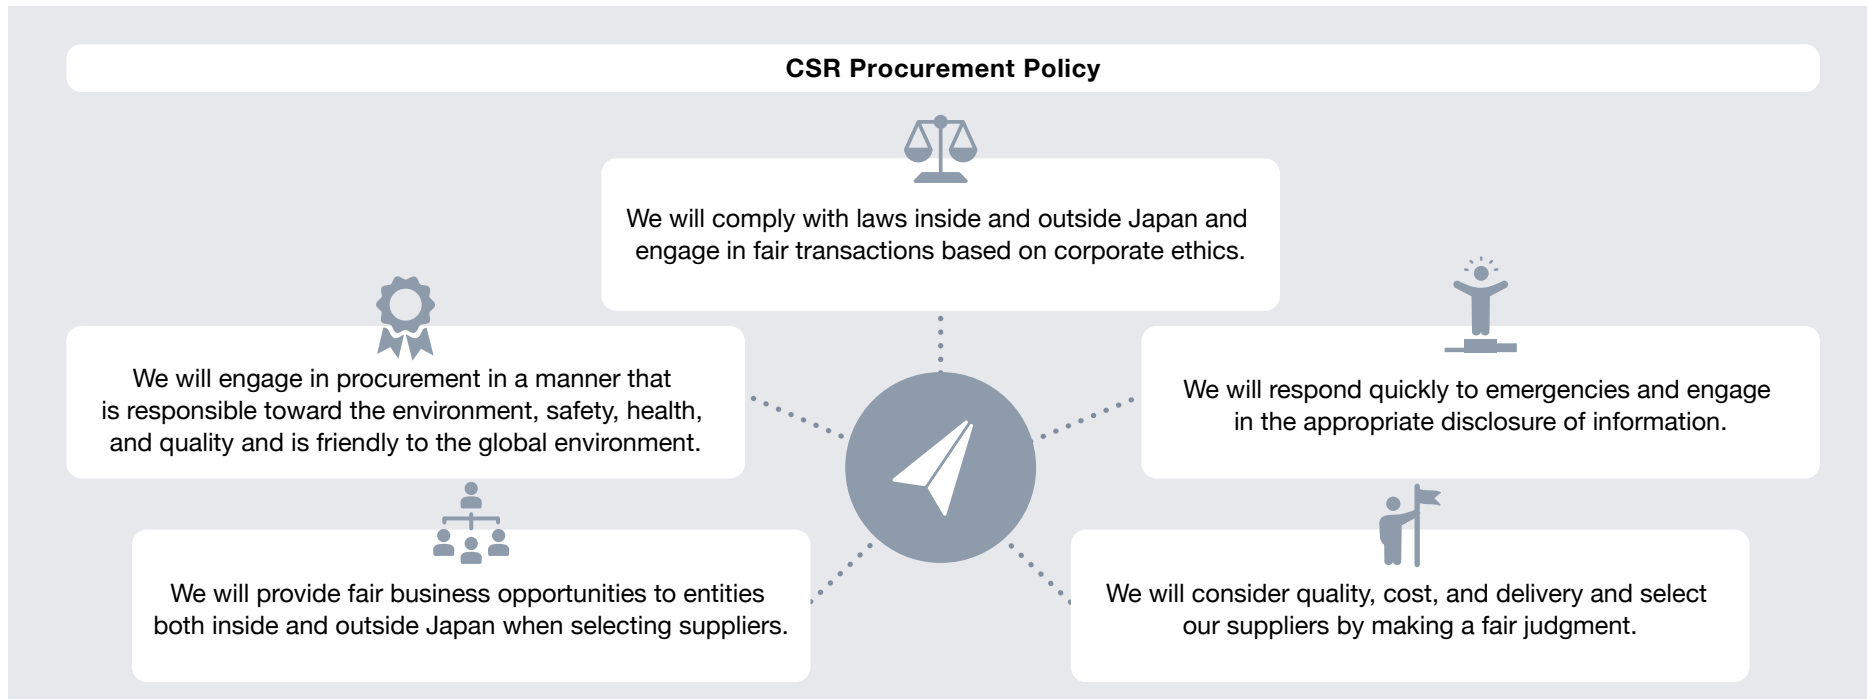 CSR Procurement Policy
We will comply with laws inside and outside Japan and
engage in fair transactions based on corporate ethics.
We will engage in procurement in a manner that
is responsible toward the environment, safety, health,
and quality and is friendly to the global environment.
We will respond quickly to emergencies and engage
in the appropriate disclosure of information.
We will provide fair business opportunities to entities
both inside and outside Japan when selecting suppliers.
We will consider quality, cost, and delivery and select
our suppliers by making a fair judgment.